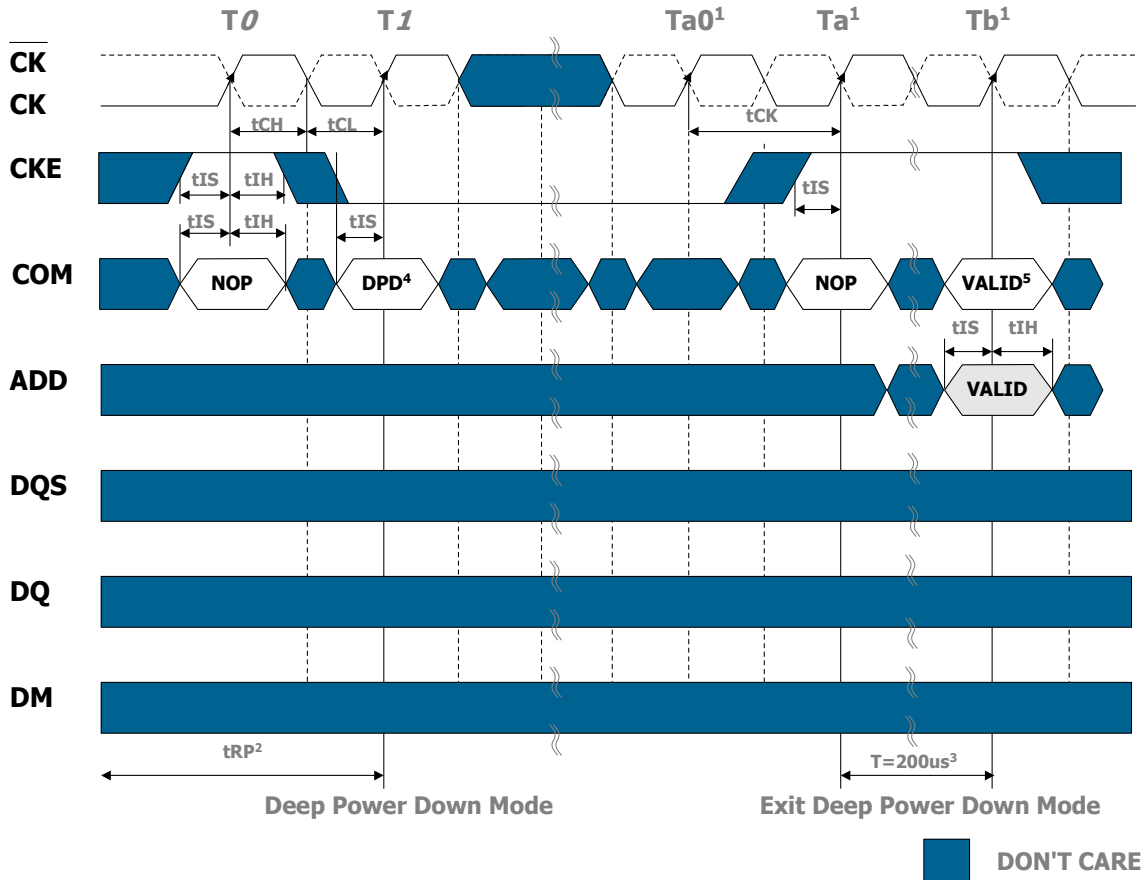 T0 T1 Ta0¹ Ta¹ Tb¹
CK
CK
tCH tCL tCK
CKE
tIS tIH tIS
tIS tIH tIS
COM NOP DPD⁴ NOP VALID⁵
tIS tIH
ADD VALID
DQS
DQ
DM
tRP² T=200us³
Deep Power Down Mode Exit Deep Power Down Mode
DON'T CARE